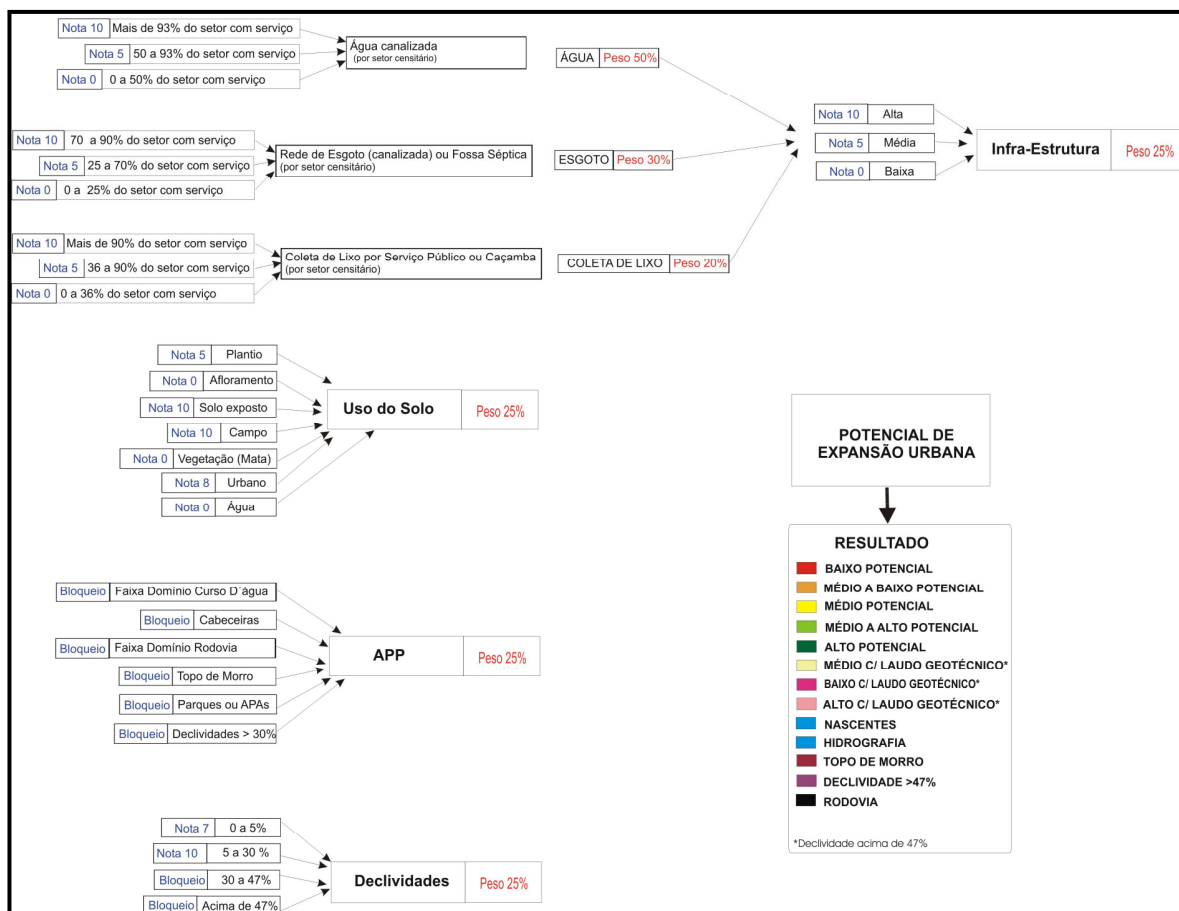 Nota 10 Mais de 93% do setor com serviço
Nota 5 50 a 93% do setor com serviço
Nota 0 0 a 50% do setor com serviço
Água canalizada
(por setor censitário)
ÁGUA Peso 50%
Nota 10 70 a 90% do setor com serviço
Nota 5 25 a 70% do setor com serviço
Nota 0 0 a 25% do setor com serviço
Rede de Esgoto (canalizada) ou Fossa Séptica
(por setor censitário)
ESGOTO Peso 30%
Nota 10 Mais de 90% do setor com serviço
Nota 5 36 a 90% do setor com serviço
Nota 0 0 a 36% do setor com serviço
Coleta de Lixo por Serviço Público ou Caçamba
(por setor censitário)
COLETA DE LIXO Peso 20%
Nota 10 Alta
Nota 5 Média
Nota 0 Baixa
Infra-Estrutura Peso 25%
Nota 5 Plantio
Nota 0 Afloramento
Nota 10 Solo exposto
Nota 10 Campo
Nota 0 Vegetação (Mata)
Nota 8 Urbano
Nota 0 Água
Uso do Solo Peso 25%
Bloqueio Faixa Domínio Curso D´água
Bloqueio Cabeceiras
Bloqueio Faixa Domínio Rodovia
Bloqueio Topo de Morro
Bloqueio Parques ou APAs
Bloqueio Declividades > 30%
APP Peso 25%
Nota 7 0 a 5%
Nota 10 5 a 30 %
Bloqueio 30 a 47%
Bloqueio Acima de 47%
Declividades Peso 25%
POTENCIAL DE
EXPANSÃO URBANA
RESULTADO
BAIXO POTENCIAL
MÉDIO A BAIXO POTENCIAL
MÉDIO POTENCIAL
MÉDIO A ALTO POTENCIAL
ALTO POTENCIAL
MÉDIO C/ LAUDO GEOTÉCNICO*
BAIXO C/ LAUDO GEOTÉCNICO*
ALTO C/ LAUDO GEOTÉCNICO*
NASCENTES
HIDROGRAFIA
TOPO DE MORRO
DECLIVIDADE >47%
RODOVIA
*Declividade acima de 47%